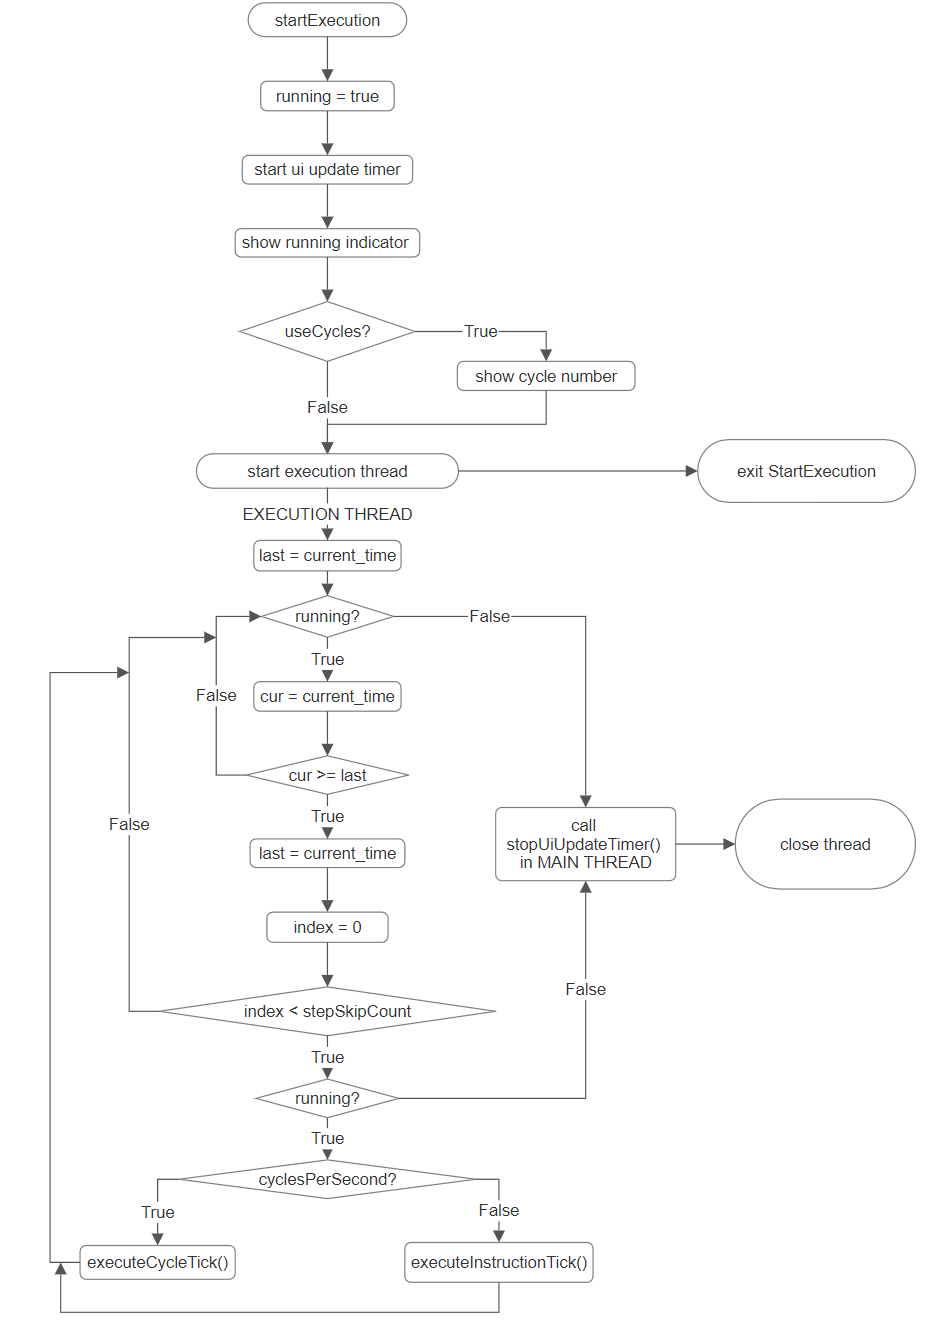 startExecution
running = true
start ui update timer
show running indicator
useCycles?
True
show cycle number
False
start execution thread
exit StartExecution
EXECUTION THREAD
last = current_time
running?
False
True
cur = current_time
False
cur >= last
True
False
last = current_time
call
stopUiUpdateTimer()
in MAIN THREAD
close thread
index = 0
False
index < stepSkipCount
True
running?
True
cyclesPerSecond?
True
False
executeCycleTick()
executeInstructionTick()